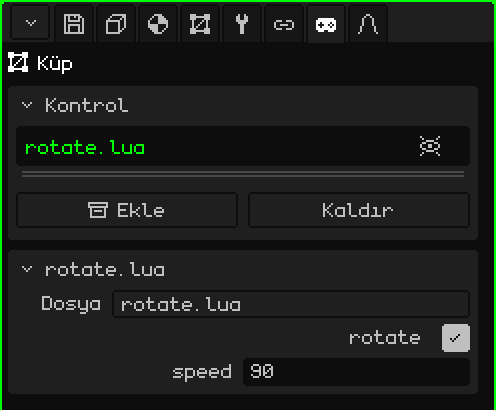 Küp
Kontrol
rotate.lua
Ekle
Kaldır
rotate.lua
Dosya rotate.lua
rotate
speed 90